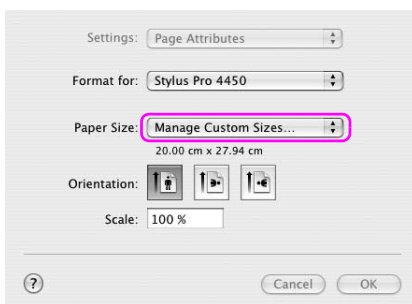 Settings: Page Attributes
Format for: Stylus Pro 4450
Paper Size: Manage Custom Sizes...
20.00 cm x 27.94 cm
Orientation:
Scale: 100 %
? Cancel OK